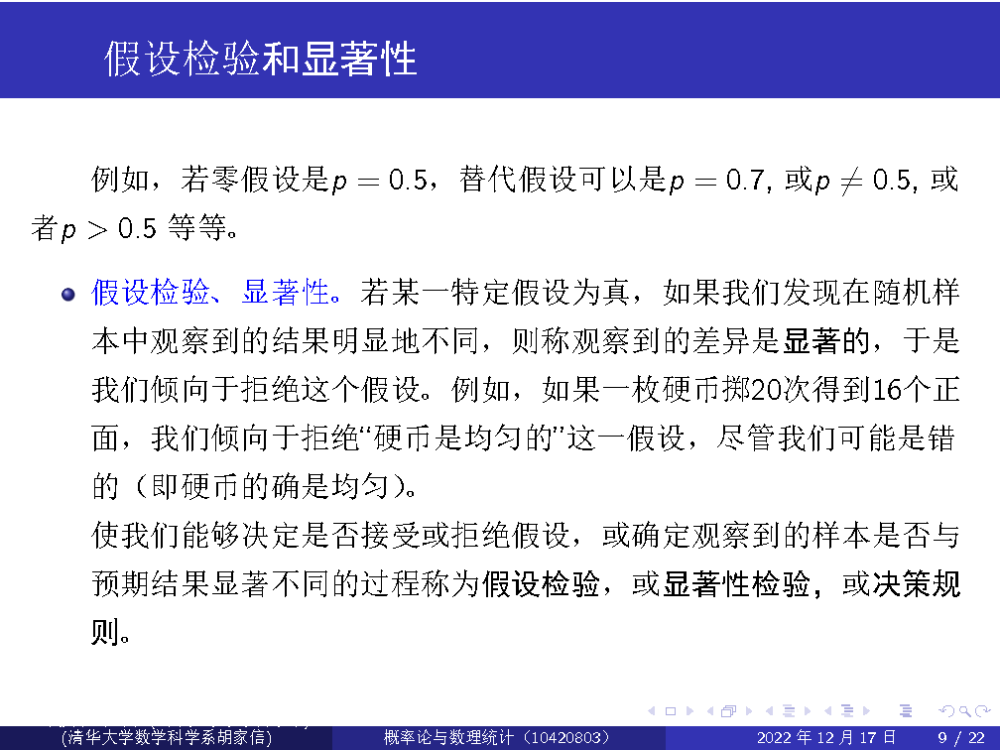 假设检验和显著性
例如，若零假设是p = 0.5，替代假设可以是p = 0.7, 或p ≠ 0.5, 或
者p > 0.5 等等。
假设检验、显著性。若某一特定假设为真，如果我们发现在随机样
本中观察到的结果明显地不同，则称观察到的差异是显著的，于是
我们倾向于拒绝这个假设。例如，如果一枚硬币掷20次得到16个正
面，我们倾向于拒绝“硬币是均匀的”这一假设，尽管我们可能是错
的（即硬币的确是均匀）。
使我们能够决定是否接受或拒绝假设，或确定观察到的样本是否与
预期结果显著不同的过程称为假设检验，或显著性检验，或决策规
则。
(清华大学数学科学系胡家信) 概率论与数理统计（10420803） 2022 年 12 月 17 日 9 / 22